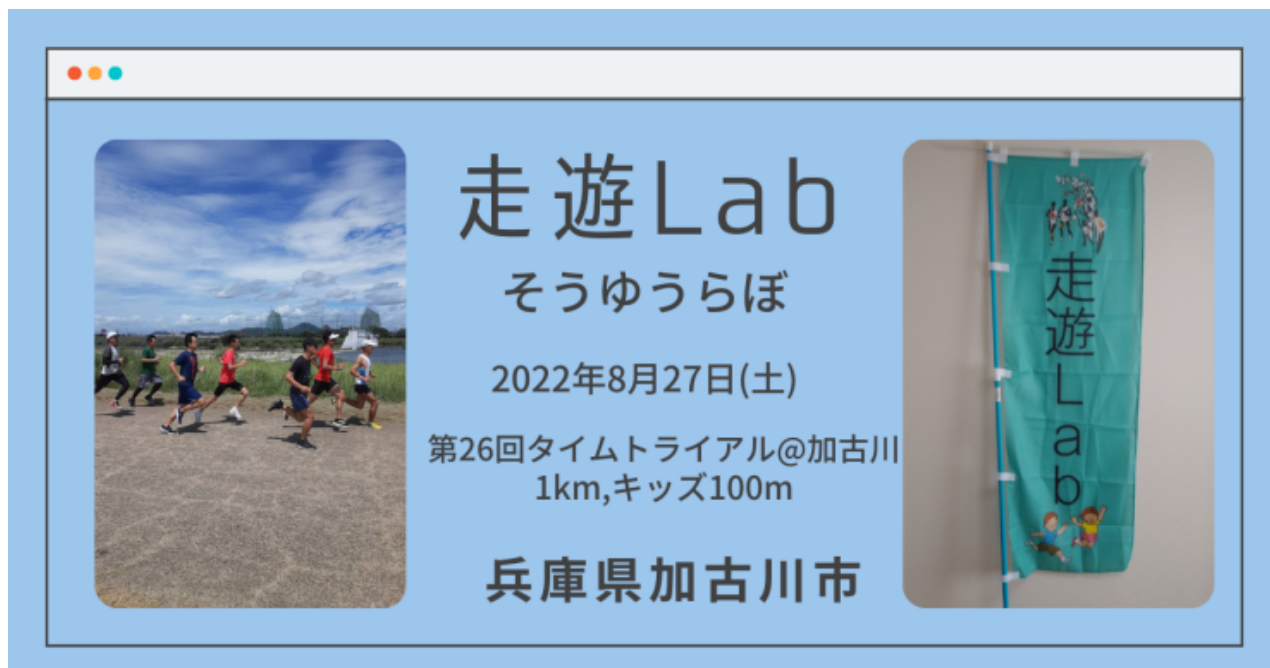 走遊Lab
そうゆうらぼ
2022年8月27日(土)
第26回タイムトライアル@加古川
1km,キッズ100m
兵庫県加古川市
走遊Lab